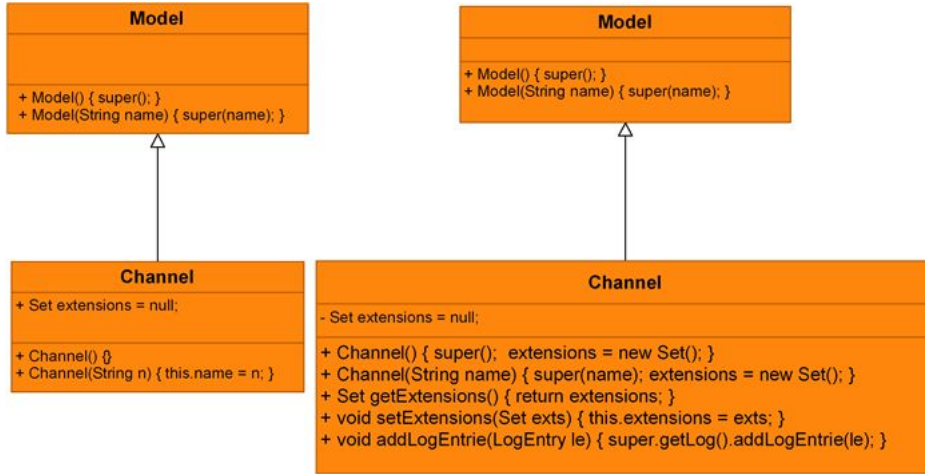 Model
+ Model() { super(); }
+ Model(String name) { super(name); }
Channel
+ Set extensions = null;
+ Channel() {}
+ Channel(String n) { this.name = n; }
Model
+ Model() { super(); }
+ Model(String name) { super(name); }
Channel
- Set extensions = null;
+ Channel() { super(); extensions = new Set(); }
+ Channel(String name) { super(name); extensions = new Set(); }
+ Set getExtensions() { return extensions; }
+ void setExtensions(Set exts) { this.extensions = exts; }
+ void addLogEntrie(LogEntry le) { super.getLog().addLogEntrie(le); }